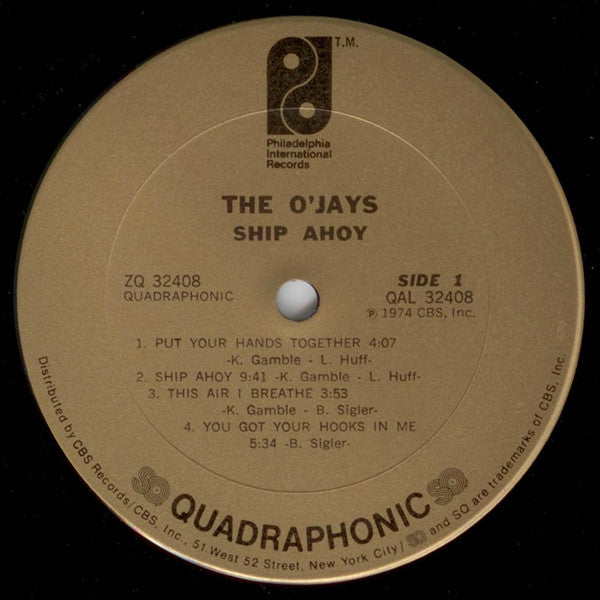 T.M.
Philadelphia
International
Records
THE O'JAYS
SHIP AHOY
ZQ 32408
QUADRAPHONIC
SIDE 1
QAL 32408
℗ 1974 CBS, Inc.
1. PUT YOUR HANDS TOGETHER 4:07
-K. Gamble - L. Huff-
2. SHIP AHOY 9:41 -K. Gamble - L. Huff-
3. THIS AIR I BREATHE 3:53
-K. Gamble - B. Sigler-
4. YOU GOT YOUR HOOKS IN ME
5:34 -B. Sigler-
SQ QUADRAPHONIC SQ
Distributed by CBS Records/CBS, Inc., 51 West 52 Street, New York City/ SQ and SQ are trademarks of CBS, Inc.